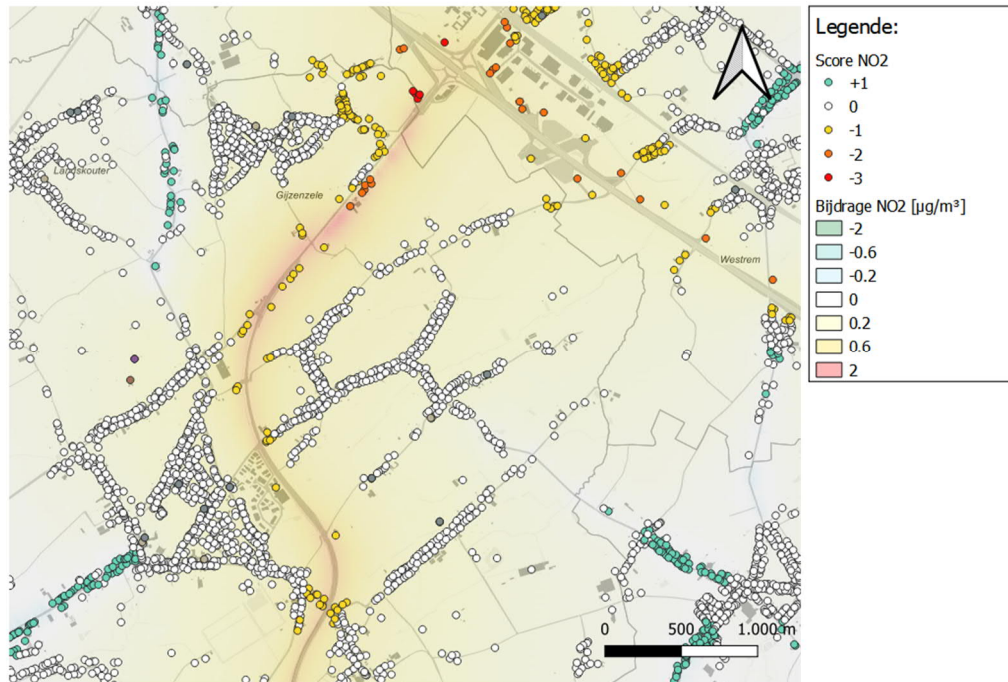 Legende:
Score NO2
+1
0
-1
-2
-3
Bijdrage NO2 [µg/m³]
-2
-0.6
-0.2
0
0.2
0.6
2
Landskouter
Gijzenzele
Westrem
0 500 1.000 m